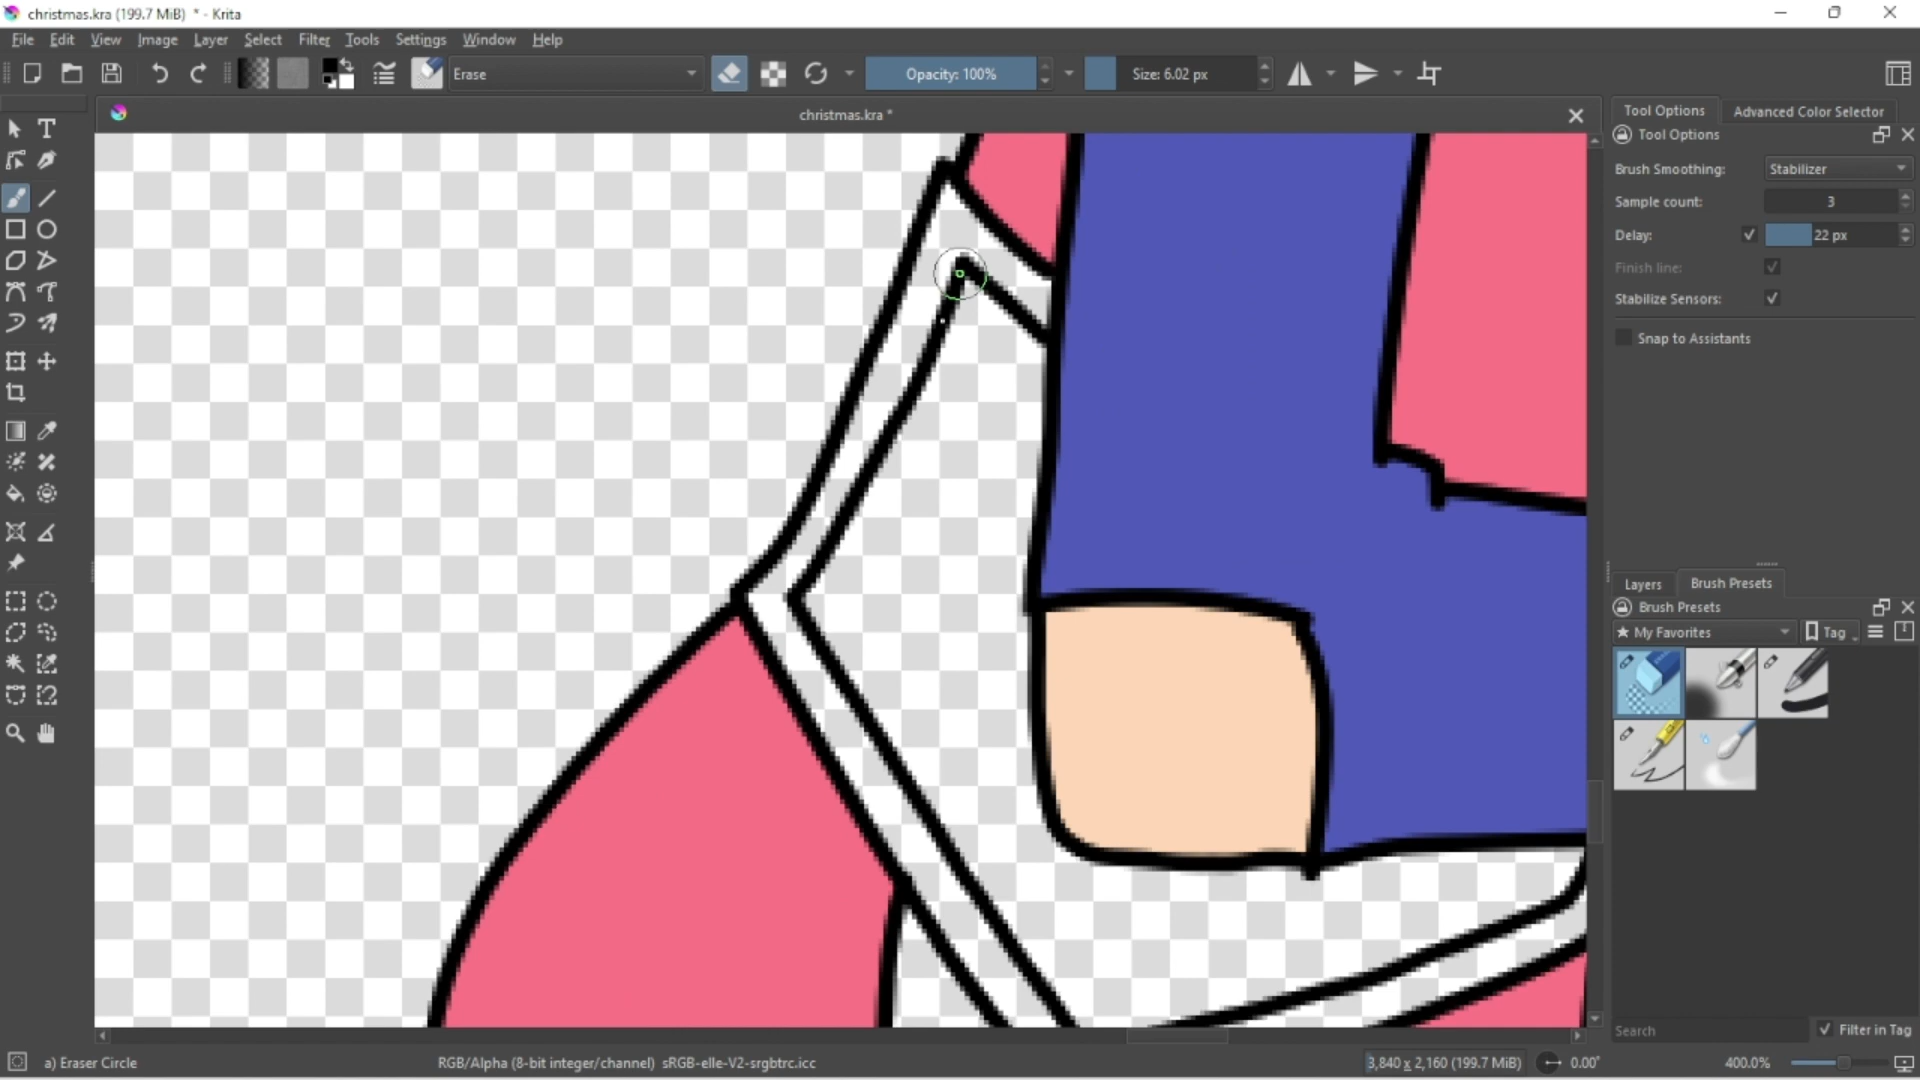 christmas.kra (199.7 MiB) * - Krita
File Edit View Image Layer Select Filter Tools Settings Window Help
Erase Opacity: 100% Size: 6.02 px
christmas.kra *
Tool Options Advanced Color Selector
Tool Options
Brush Smoothing: Stabilizer
Sample count: 3
Delay: 22 px
Finish line:
Stabilize Sensors:
Snap to Assistants
Layers Brush Presets
Brush Presets
★ My Favorites Tag
Search Filter in Tag
a) Eraser Circle RGB/Alpha (8-bit integer/channel) sRGB-elle-V2-srgbtrc.icc 3,840 x 2,160 (199.7 MiB) 0.00° 400.0%